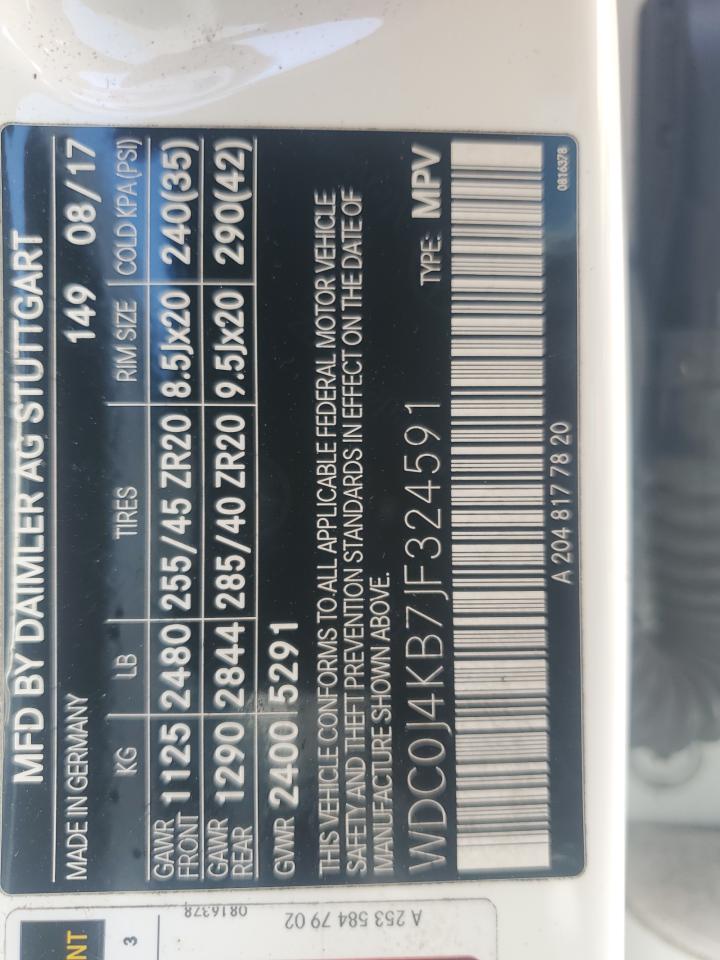 MFD BY DAIMLER AG STUTTGART
MADE IN GERMANY 149 08/17
KG LB TIRES RIM SIZE COLD KPA(PSI)
GAWR FRONT 1125 2480 255/45 ZR20 8.5Jx20 240(35)
GAWR REAR 1290 2844 285/40 ZR20 9.5Jx20 290(42)
GVWR 2400 5291
THIS VEHICLE CONFORMS TO ALL APPLICABLE FEDERAL MOTOR VEHICLE
SAFETY AND THEFT PREVENTION STANDARDS IN EFFECT ON THE DATE OF
MANUFACTURE SHOWN ABOVE.
WDC0J4KB7JF324591 TYPE: MPV
A 204 817 78 20
0816378
NT
3
0816378
A 253 584 79 02